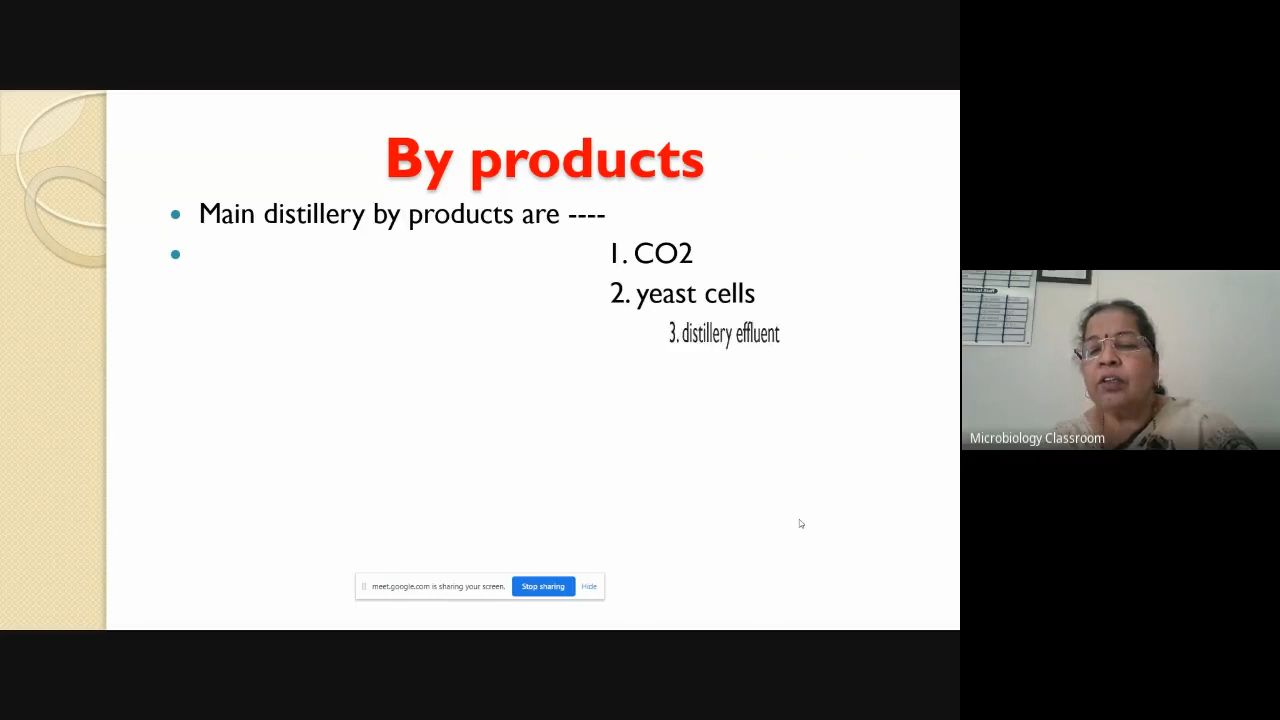 By products
Main distillery by products are ----
1. CO2
2. yeast cells
3. distillery effluent
meet.google.com is sharing your screen.
Stop sharing
Hide
Microbiology Classroom